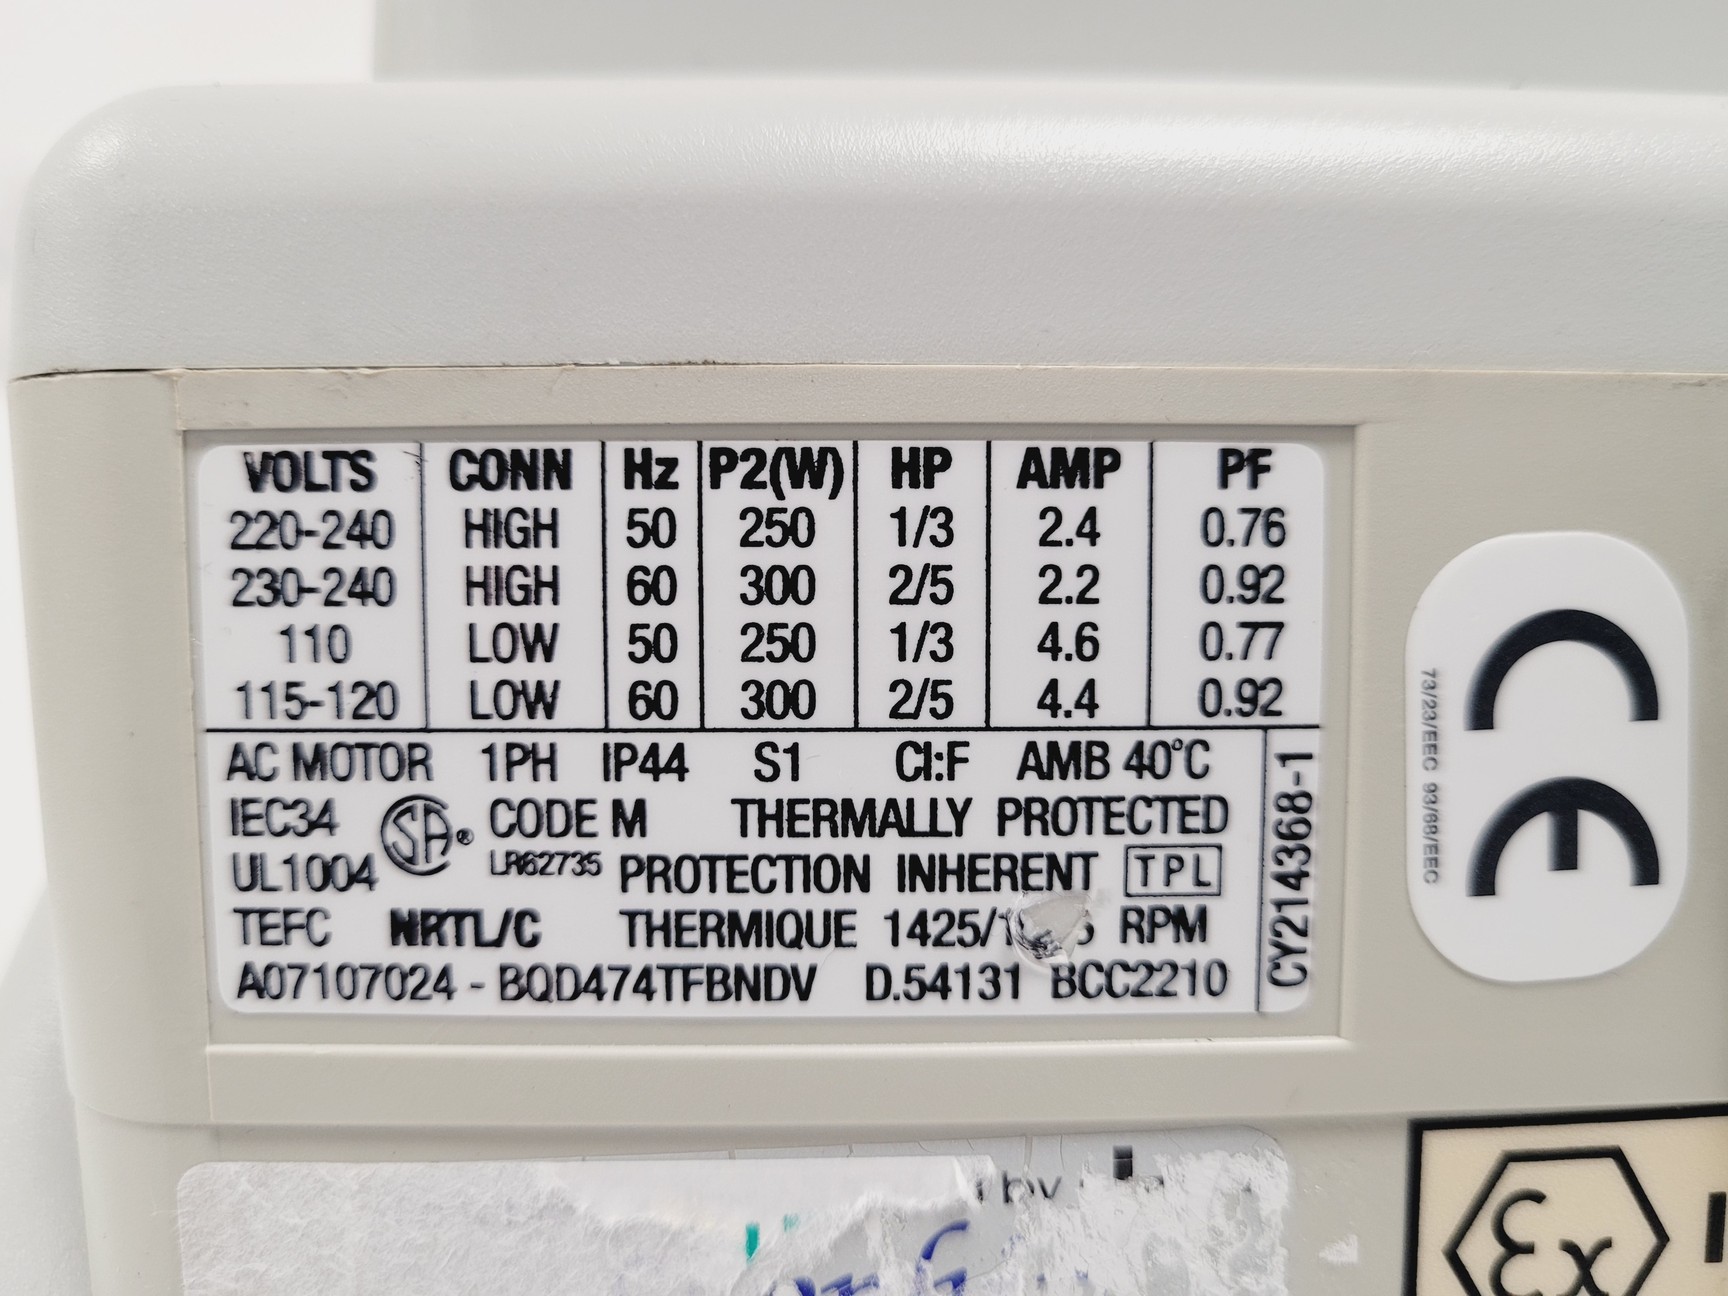 VOLTS CONN Hz P2(W) HP AMP PF
220-240 HIGH 50 250 1/3 2.4 0.76
230-240 HIGH 60 300 2/5 2.2 0.92
110 LOW 50 250 1/3 4.6 0.77
115-120 LOW 60 300 2/5 4.4 0.92
AC MOTOR 1PH IP44 S1 Cl:F AMB 40°C
IEC34 SA® CODE M THERMALLY PROTECTED
UL1004 LR62735 PROTECTION INHERENT TPL
TEFC NRTL/C THERMIQUE RPM
A07107024 - BQD474TFBNDV D.54131 BCC2210
CY214368-1
CE
73/23/EEC 93/68/EEC
by
Ex